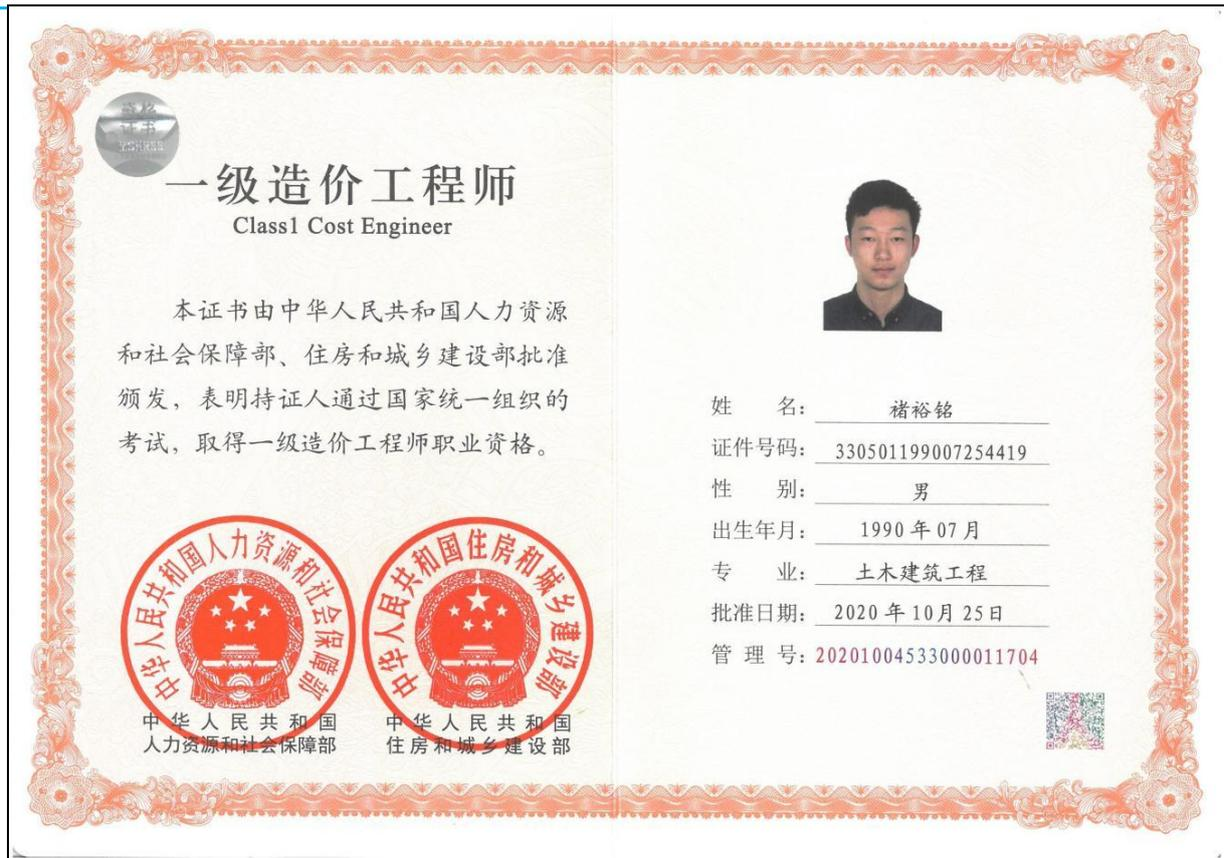 资格
证书
一级造价工程师
Class1 Cost Engineer
本证书由中华人民共和国人力资源
和社会保障部、住房和城乡建设部批准
颁发，表明持证人通过国家统一组织的
考试，取得一级造价工程师职业资格。
中华人民共和国人力资源和社会保障部
中华人民共和国住房和城乡建设部
中华人民共和国
人力资源和社会保障部
中华人民共和国
住房和城乡建设部
姓 名：褚裕铭
证件号码：330501199007254419
性 别：男
出生年月：1990年07月
专 业：土木建筑工程
批准日期：2020年10月25日
管 理 号：20201004533000011704